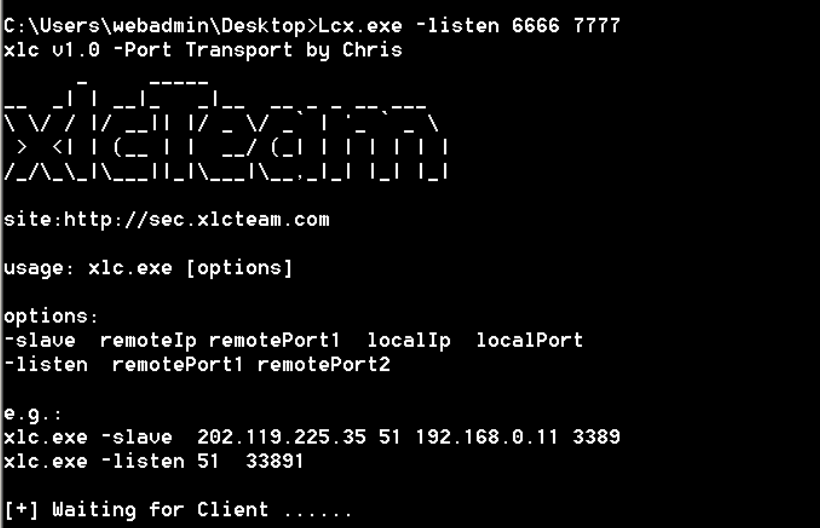 C:\Users\webadmin\Desktop>Lcx.exe -listen 6666 7777
xlc v1.0 -Port Transport by Chris
xlcTeam
site:http://sec.xlcteam.com
usage: xlc.exe [options]
options:
-slave  remoteIp remotePort1  localIp  localPort
-listen  remotePort1 remotePort2
e.g.:
xlc.exe -slave  202.119.225.35 51 192.168.0.11 3389
xlc.exe -listen 51  33891
[+] Waiting for Client ......